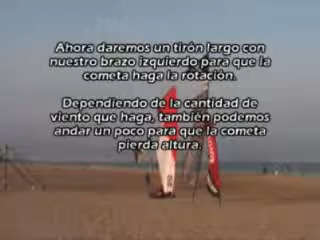 Ahora daremos un tirón largo con
nuestro brazo izquierdo para que la
cometa haga la rotación.
Dependiendo de la cantidad de
viento que haga, también podemos
andar un poco para que la cometa
pierda altura.